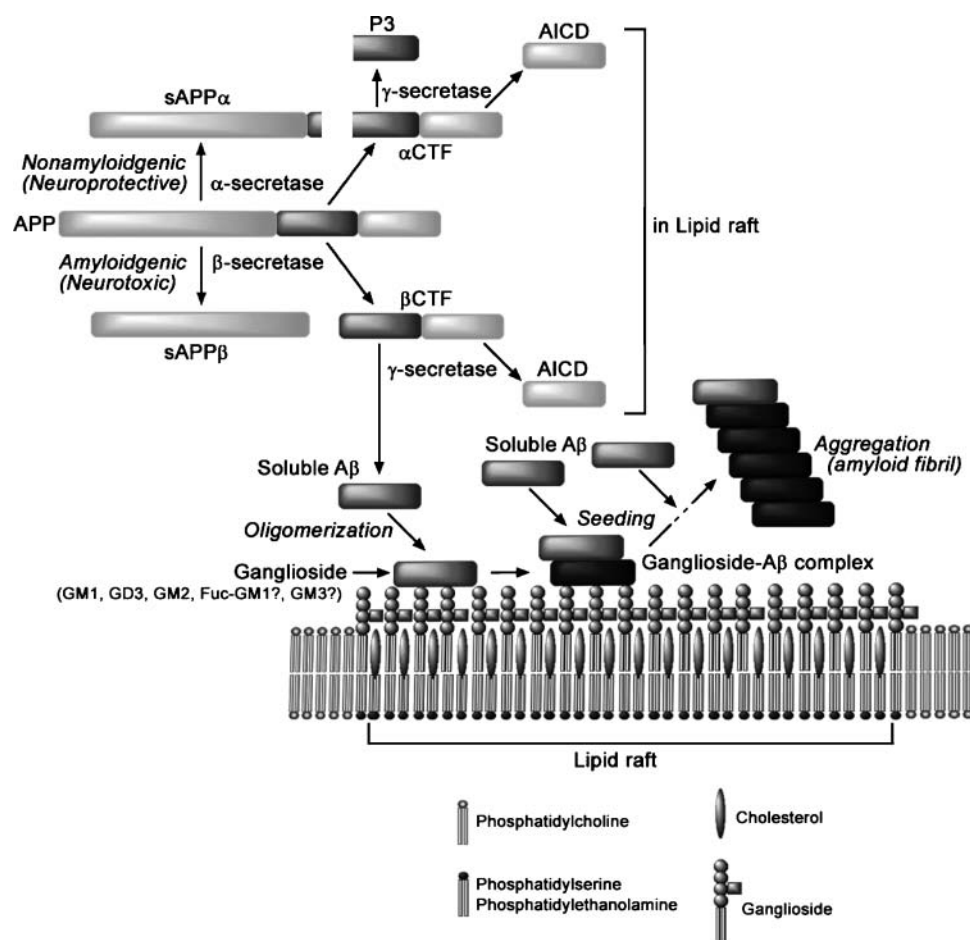 P3
AICD
γ-secretase
sAPPα
αCTF
Nonamyloidgenic
(Neuroprotective)
α-secretase
APP
in Lipid raft
Amyloidgenic
(Neurotoxic)
β-secretase
βCTF
sAPPβ
γ-secretase
AICD
Soluble Aβ
Soluble Aβ
Aggregation
(amyloid fibril)
Oligomerization
Seeding
Ganglioside
Ganglioside-Aβ complex
(GM1, GD3, GM2, Fuc-GM1?, GM3?)
Lipid raft
Phosphatidylcholine
Cholesterol
Phosphatidylserine
Phosphatidylethanolamine
Ganglioside